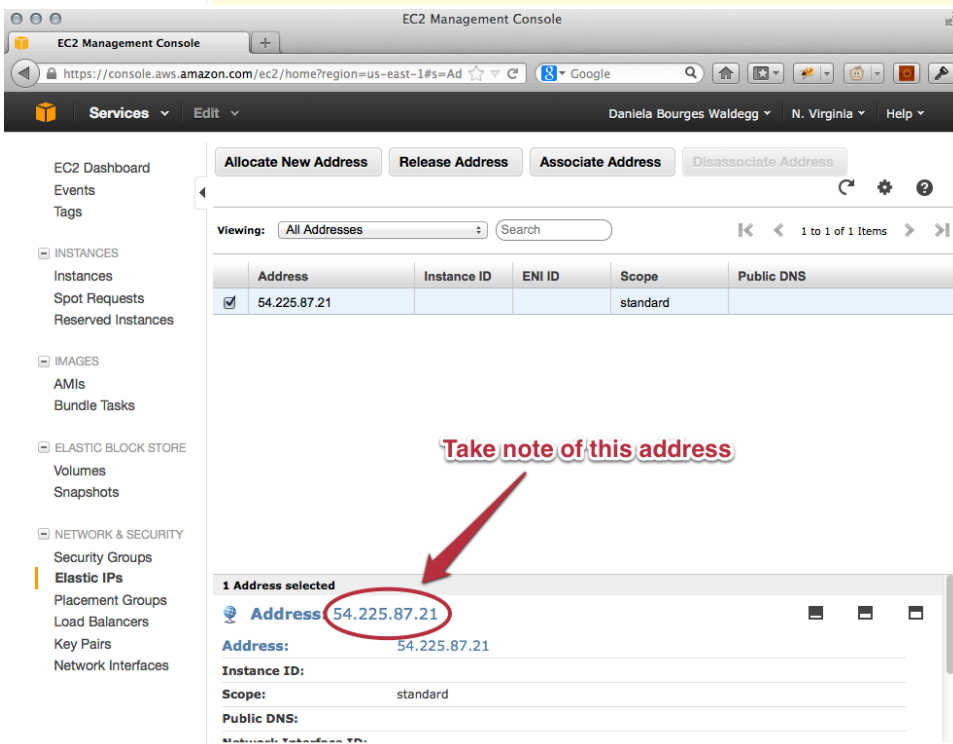 EC2 Management Console
EC2 Management Console
https://console.aws.amazon.com/ec2/home?region=us-east-1#s=Ad
Google
Services Edit Daniela Bourges Waldegg N. Virginia Help
EC2 Dashboard
Events
Tags
INSTANCES
Instances
Spot Requests
Reserved Instances
IMAGES
AMIs
Bundle Tasks
ELASTIC BLOCK STORE
Volumes
Snapshots
NETWORK & SECURITY
Security Groups
Elastic IPs
Placement Groups
Load Balancers
Key Pairs
Network Interfaces
Allocate New Address Release Address Associate Address Disassociate Address
Viewing: All Addresses Search 1 to 1 of 1 Items
Address Instance ID ENI ID Scope Public DNS
54.225.87.21 standard
Take note of this address
1 Address selected
Address: 54.225.87.21
Address: 54.225.87.21
Instance ID:
Scope: standard
Public DNS:
Network Interface ID: